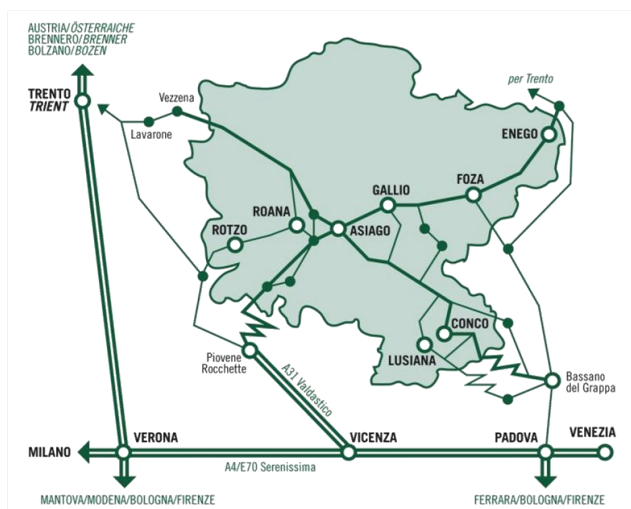 AUSTRIA/ÖSTERRAICHE
BRENNERO/BRENNER
BOLZANO/BOZEN
TRENTO
TRIENT
Vezzena
Lavarone
per Trento
ENEGO
FOZA
GALLIO
ROANA
ROTZO
ASIAGO
CONCO
LUSIANA
Piovene
Rocchette
A31 Valdastico
Bassano
del Grappa
MILANO
VERONA
VICENZA
PADOVA
VENEZIA
A4/E70 Serenissima
MANTOVA/MODENA/BOLOGNA/FIRENZE
FERRARA/BOLOGNA/FIRENZE